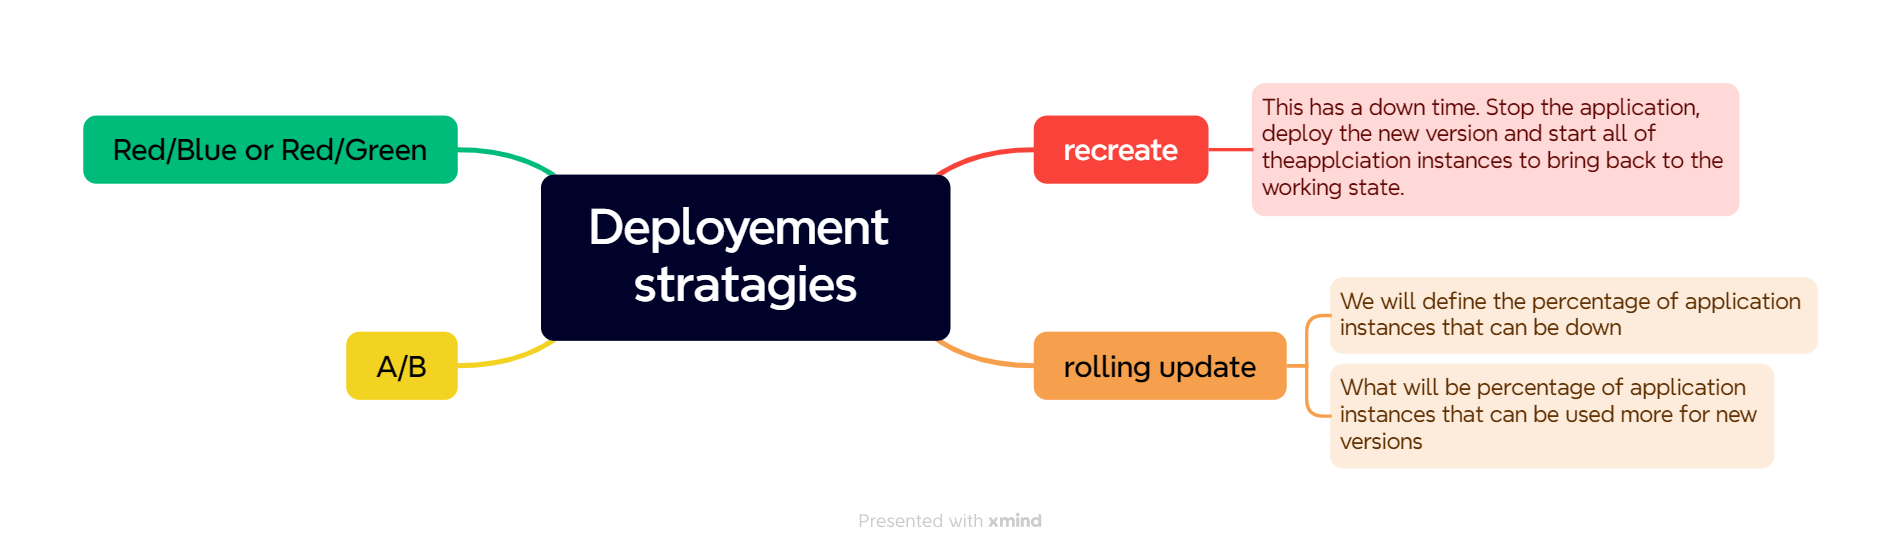 Red/Blue or Red/Green
A/B
Deployement
stratagies
recreate
This has a down time. Stop the application,
deploy the new version and start all of
theapplciation instances to bring back to the
working state.
rolling update
We will define the percentage of application
instances that can be down
What will be percentage of application
instances that can be used more for new
versions
Presented with xmind